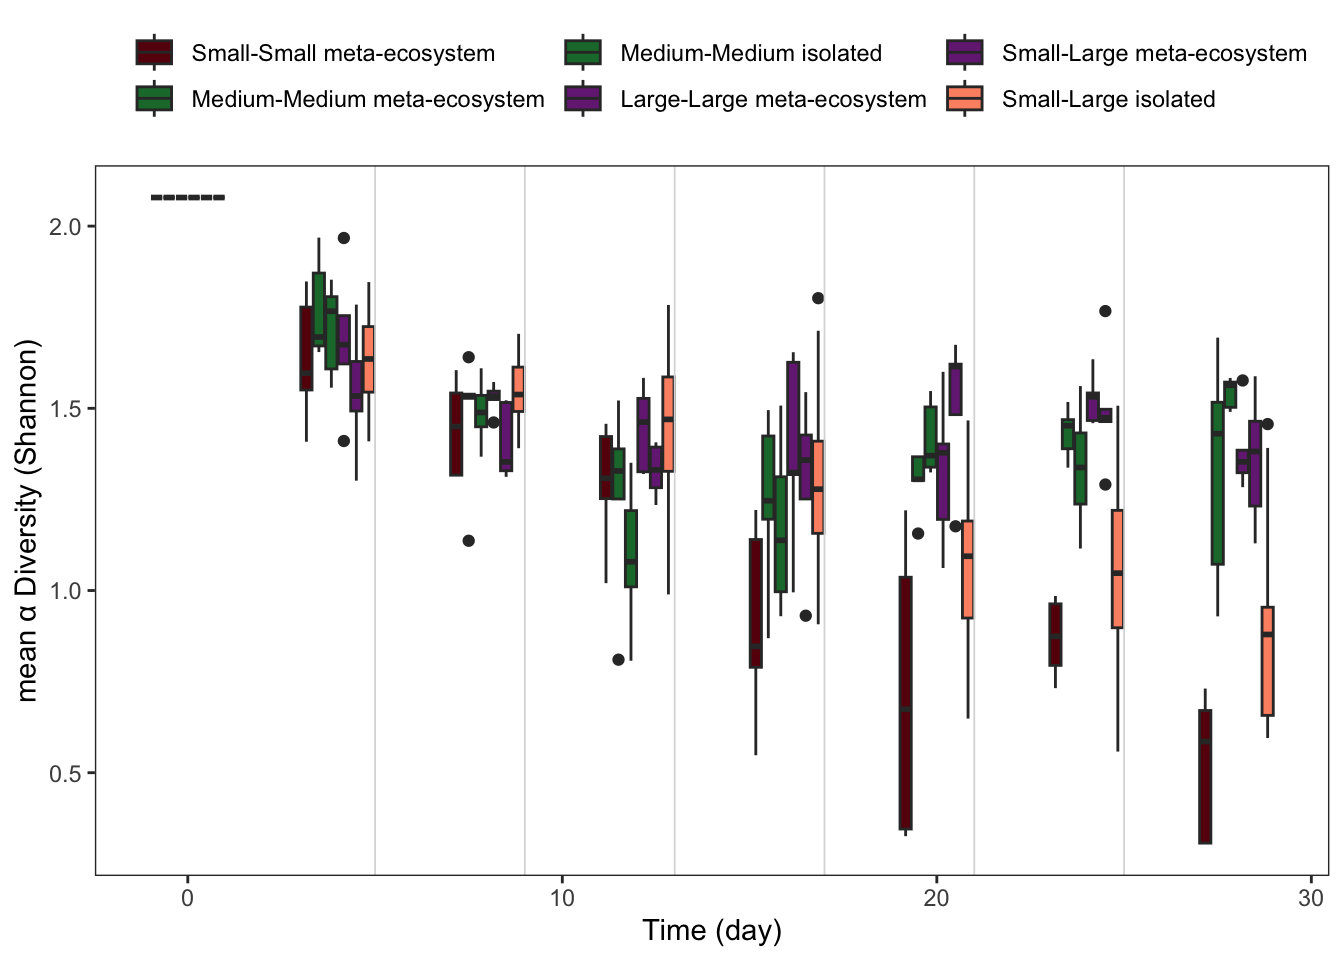 Small-Small meta-ecosystem Medium-Medium isolated Small-Large meta-ecosystem
Medium-Medium meta-ecosystem Large-Large meta-ecosystem Small-Large isolated
mean α Diversity (Shannon)
2.0
1.5
1.0
0.5
0 10 20 30
Time (day)